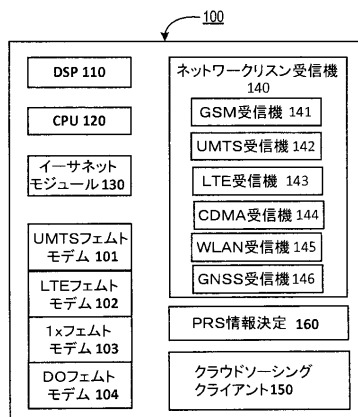 100
DSP 110
CPU 120
イーサネット
モジュール 130
UMTSフェムト
モデム 101
LTEフェムト
モデム 102
1xフェムト
モデム 103
DOフェムト
モデム 104
ネットワークリスン受信機
140
GSM受信機 141
UMTS受信機 142
LTE受信機 143
CDMA受信機 144
WLAN受信機 145
GNSS受信機 146
PRS情報決定 160
クラウドソーシング
クライアント150